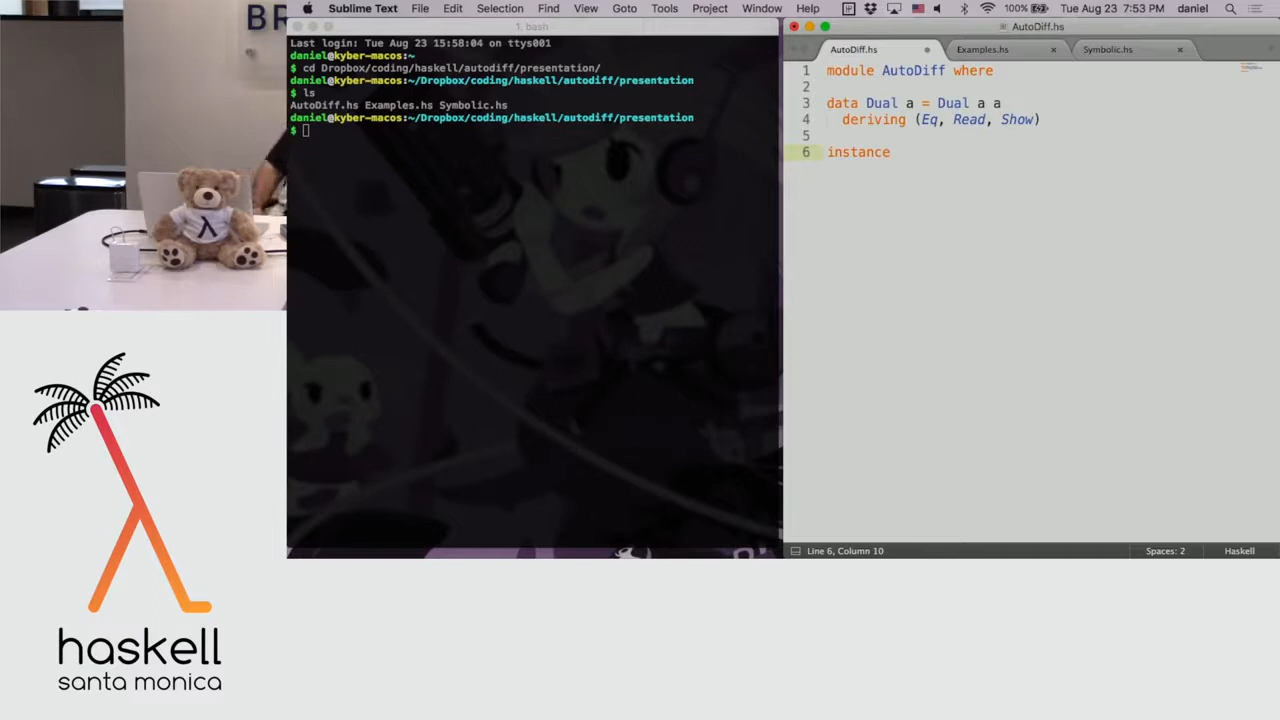 Sublime Text File Edit Selection Find View Goto Tools Project Window Help 100% Tue Aug 23 7:53 PM daniel
BR
1. bash
AutoDiff.hs
Last login: Tue Aug 23 15:58:04 on ttys001
daniel@kyber-macos:~
$ cd Dropbox/coding/haskell/autodiff/presentation/
daniel@kyber-macos:~/Dropbox/coding/haskell/autodiff/presentation
$ ls
AutoDiff.hs Examples.hs Symbolic.hs
daniel@kyber-macos:~/Dropbox/coding/haskell/autodiff/presentation
$
AutoDiff.hs Examples.hs Symbolic.hs
1 module AutoDiff where
2
3 data Dual a = Dual a a
4 deriving (Eq, Read, Show)
5
6 instance
Line 6, Column 10 Spaces: 2 Haskell
λ
haskell
santa monica